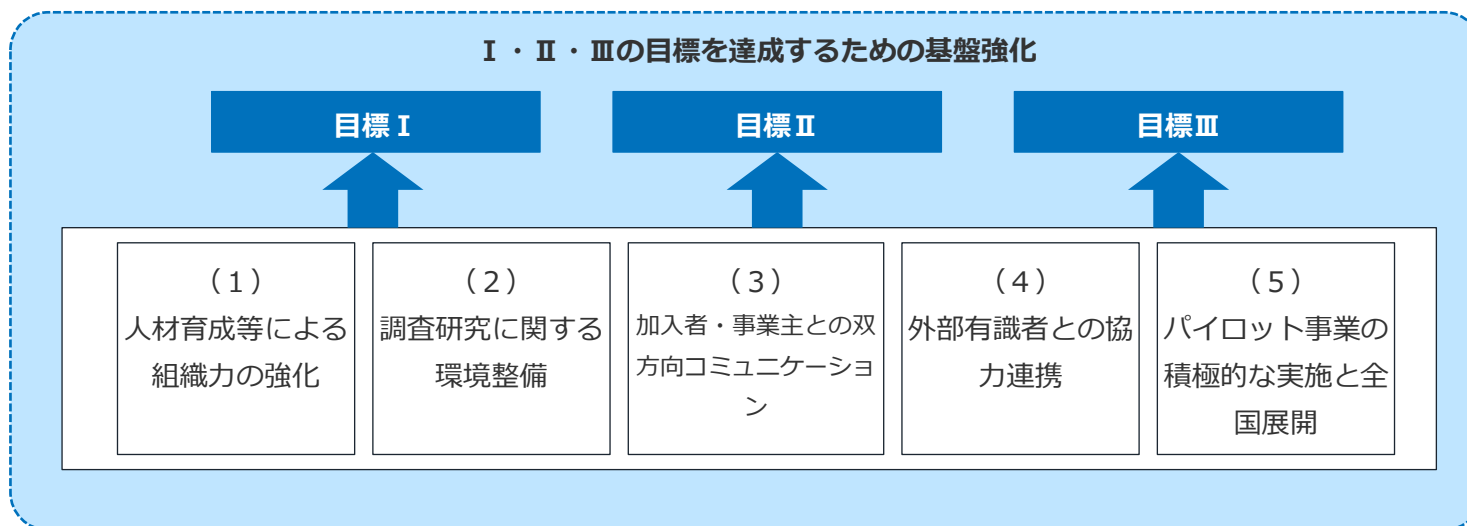 Ⅰ・Ⅱ・Ⅲの目標を達成するための基盤強化
目標Ⅰ
目標Ⅱ
目標Ⅲ
（１）
人材育成等による
組織力の強化
（２）
調査研究に関する
環境整備
（３）
加入者・事業主との双
方向コミュニケーショ
ン
（４）
外部有識者との協
力連携
（５）
パイロット事業の
積極的な実施と全
国展開